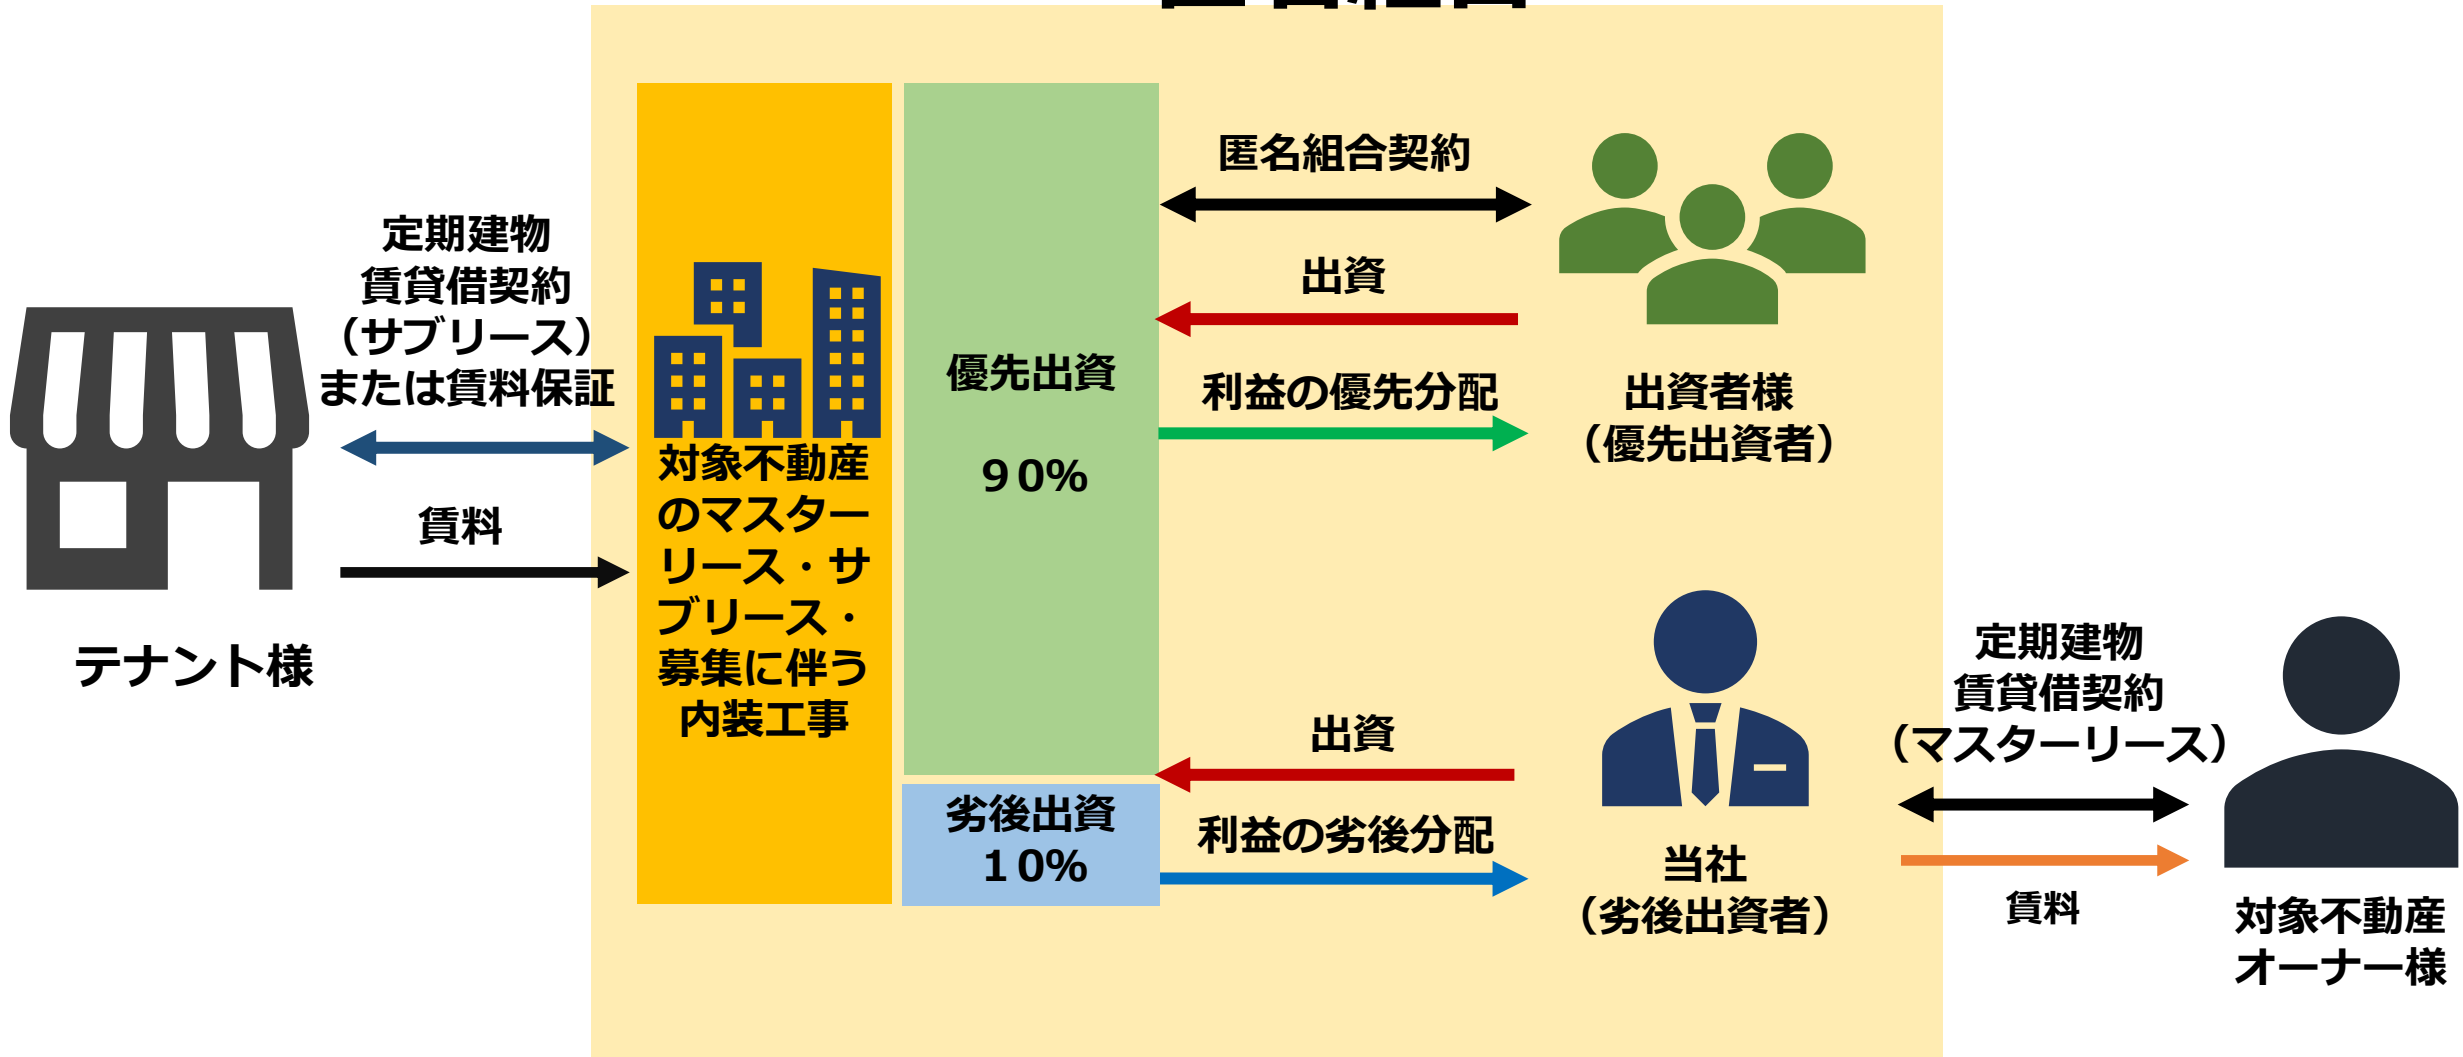 定期建物
賃貸借契約
（サブリース）
または賃料保証
賃料
テナント様
対象不動産
のマスター
リース・サ
ブリース・
募集に伴う
内装工事
優先出資
９０%
劣後出資
１０%
匿名組合契約
出資
利益の優先分配
出資者様
（優先出資者）
出資
利益の劣後分配
当社
（劣後出資者）
定期建物
賃貸借契約
（マスターリース）
賃料
対象不動産
オーナー様